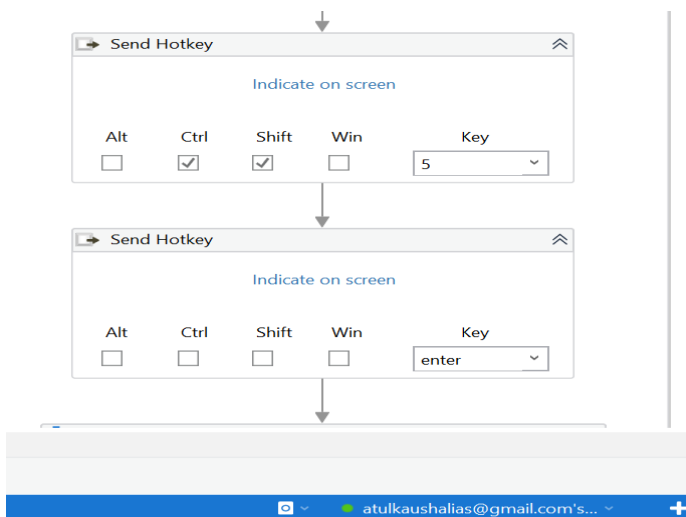 Send Hotkey
Indicate on screen
Alt Ctrl Shift Win Key
5
Send Hotkey
Indicate on screen
Alt Ctrl Shift Win Key
enter
atulkaushalias@gmail.com's...